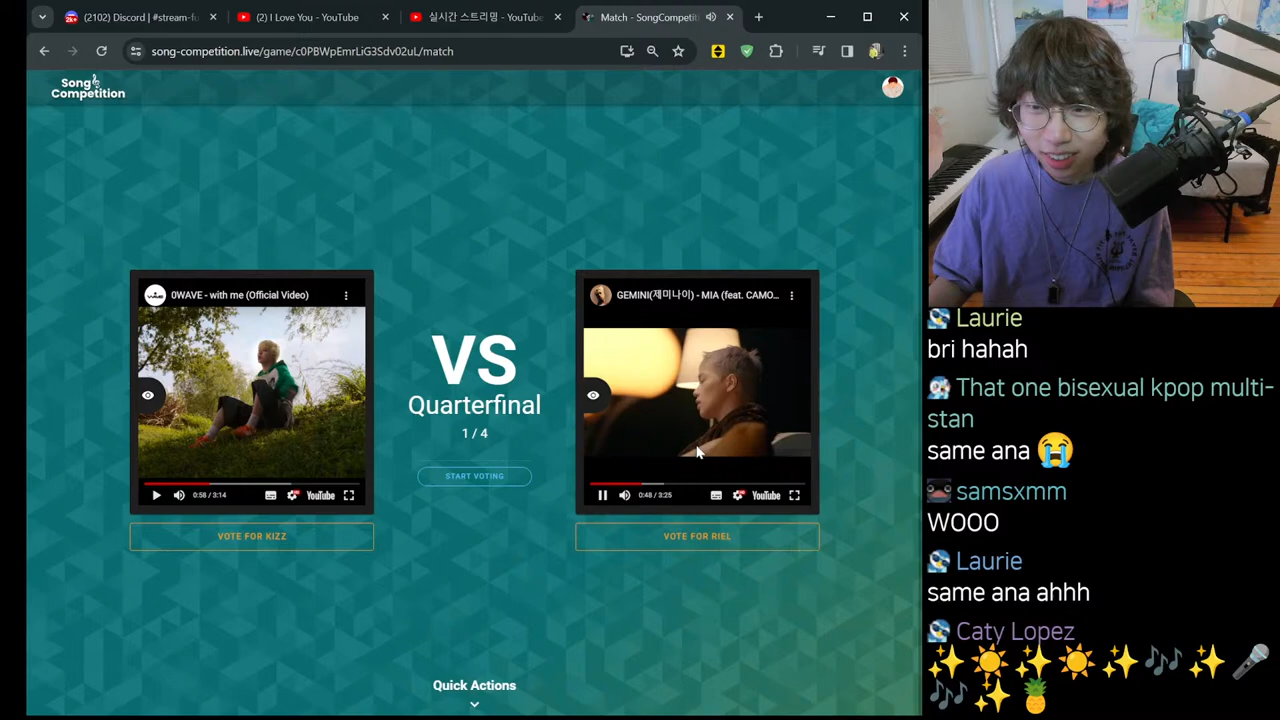 (2102) Discord | #stream-fu
(2) I Love You - YouTube
실시간 스트리밍 - YouTube
Match - SongCompetiti
song-competition.live/game/c0PBWpEmrLiG3Sdv02uL/match
Song
Competition
0WAVE - with me (Official Video)
0:58 / 3:14
YouTube
VOTE FOR KIZZ
VS
Quarterfinal
1 / 4
START VOTING
GEMINI(제미나이) - MIA (feat. CAMO...
0:48 / 3:25
YouTube
VOTE FOR RIEL
Quick Actions
Laurie
bri hahah
That one bisexual kpop multi-
stan
same ana 😭
samsxmm
WOOO
Laurie
same ana ahhh
Caty Lopez
✨☀️✨☀️✨🎶✨🎤
🎶✨🍍